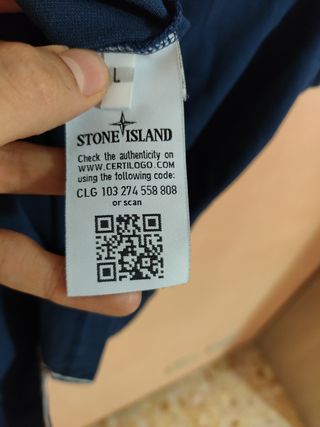 L
STONE ISLAND
Check the authenticity on
WWW.CERTILOGO.COM
using the following code:
CLG 103 274 558 808
or scan